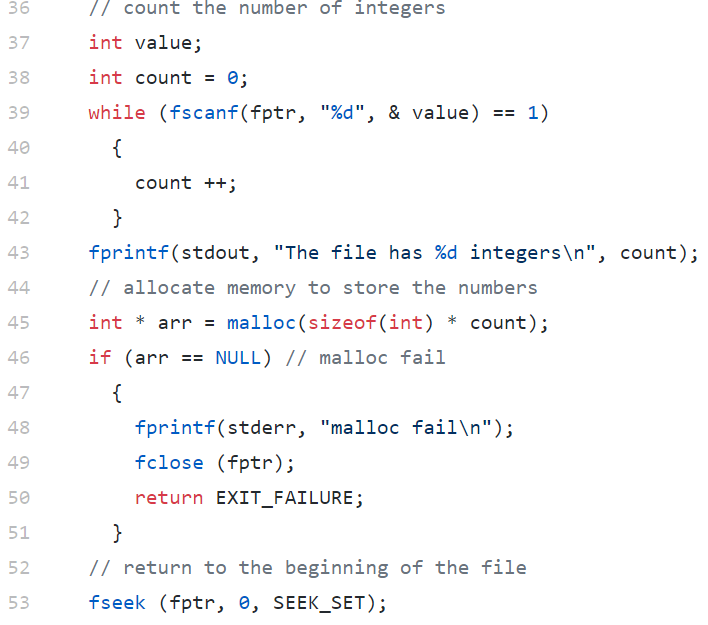 36 // count the number of integers
37 int value;
38 int count = 0;
39 while (fscanf(fptr, "%d", & value) == 1)
40 {
41 count ++;
42 }
43 fprintf(stdout, "The file has %d integers\n", count);
44 // allocate memory to store the numbers
45 int * arr = malloc(sizeof(int) * count);
46 if (arr == NULL) // malloc fail
47 {
48 fprintf(stderr, "malloc fail\n");
49 fclose (fptr);
50 return EXIT_FAILURE;
51 }
52 // return to the beginning of the file
53 fseek (fptr, 0, SEEK_SET);